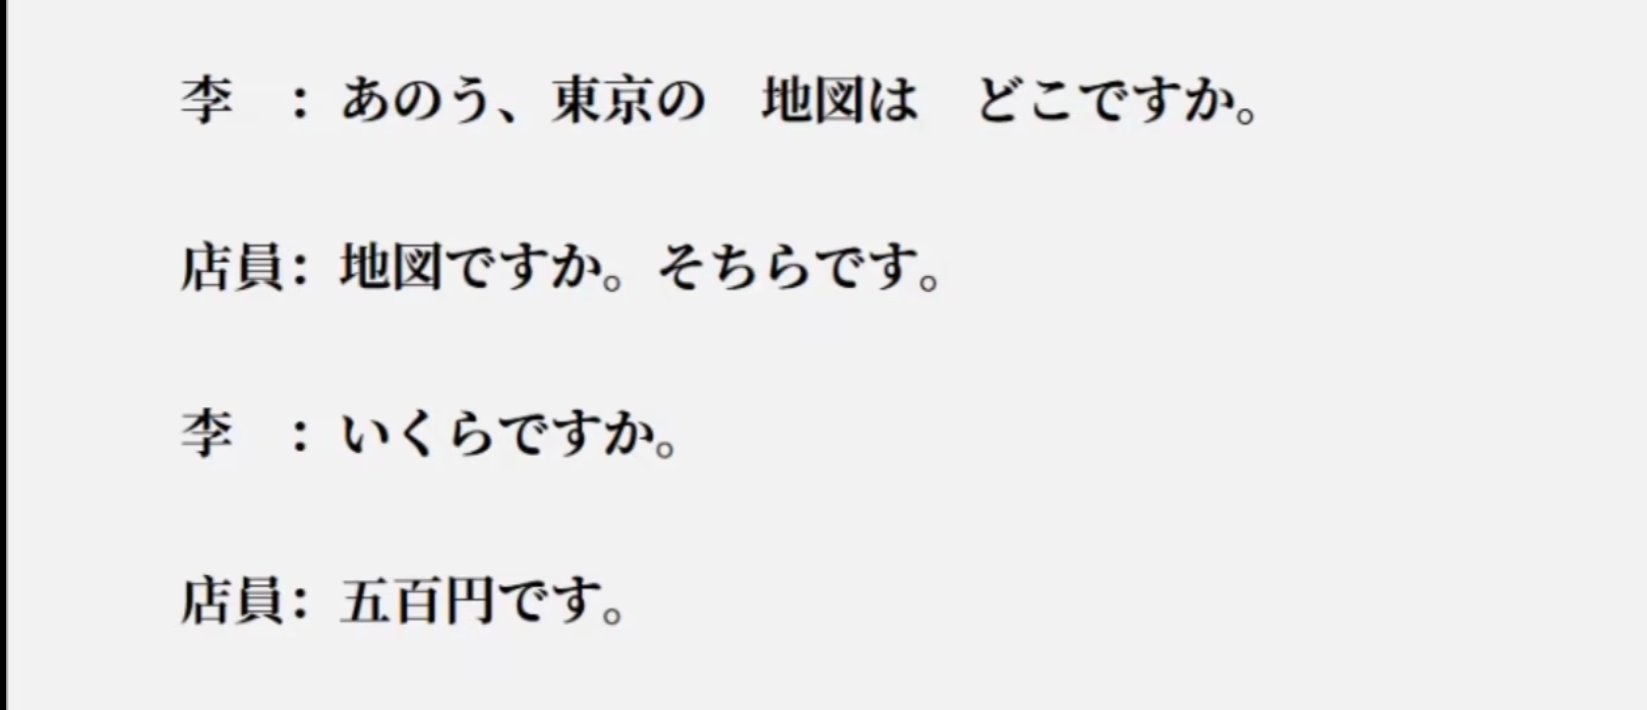 李　：あのう、東京の　地図は　どこですか。
店員：地図ですか。そちらです。
李　：いくらですか。
店員：五百円です。